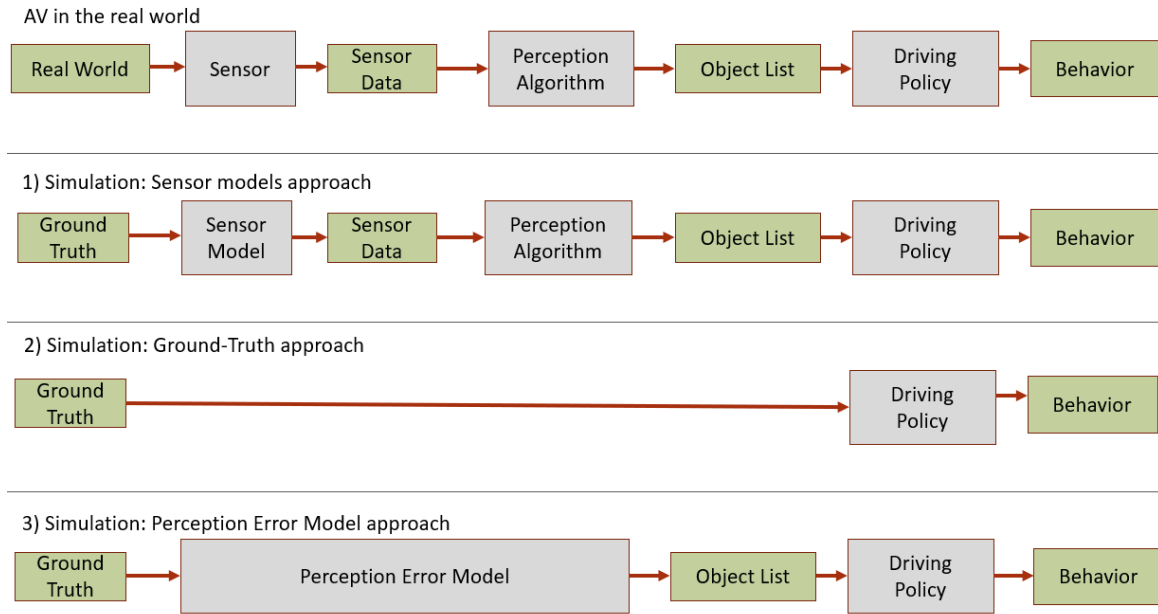 AV in the real world
Real World
Sensor
Sensor
Data
Perception
Algorithm
Object List
Driving
Policy
Behavior
1) Simulation: Sensor models approach
Ground
Truth
Sensor
Model
Sensor
Data
Perception
Algorithm
Object List
Driving
Policy
Behavior
2) Simulation: Ground-Truth approach
Ground
Truth
Driving
Policy
Behavior
3) Simulation: Perception Error Model approach
Ground
Truth
Perception Error Model
Object List
Driving
Policy
Behavior